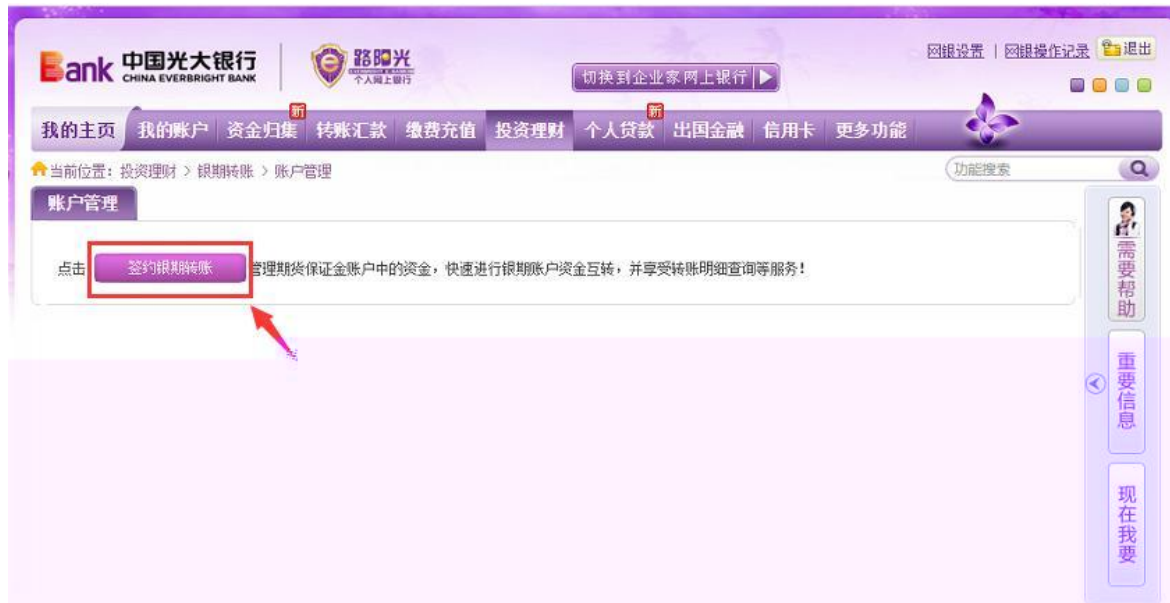 Bank 中国光大银行
CHINA EVERBRIGHT BANK
阳光
个人网上银行
切换到企业家网上银行
网银设置 | 网银操作记录 退出
新 新
我的主页 我的账户 资金归集 转账汇款 缴费充值 投资理财 个人贷款 出国金融 信用卡 更多功能
当前位置：投资理财 > 银期转账 > 账户管理
功能搜索
账户管理
点击 签约银期转账 管理期货保证金账户中的资金，快速进行银期账户资金互转，并享受转账明细查询等服务！
需要帮助
重要信息
现在我要